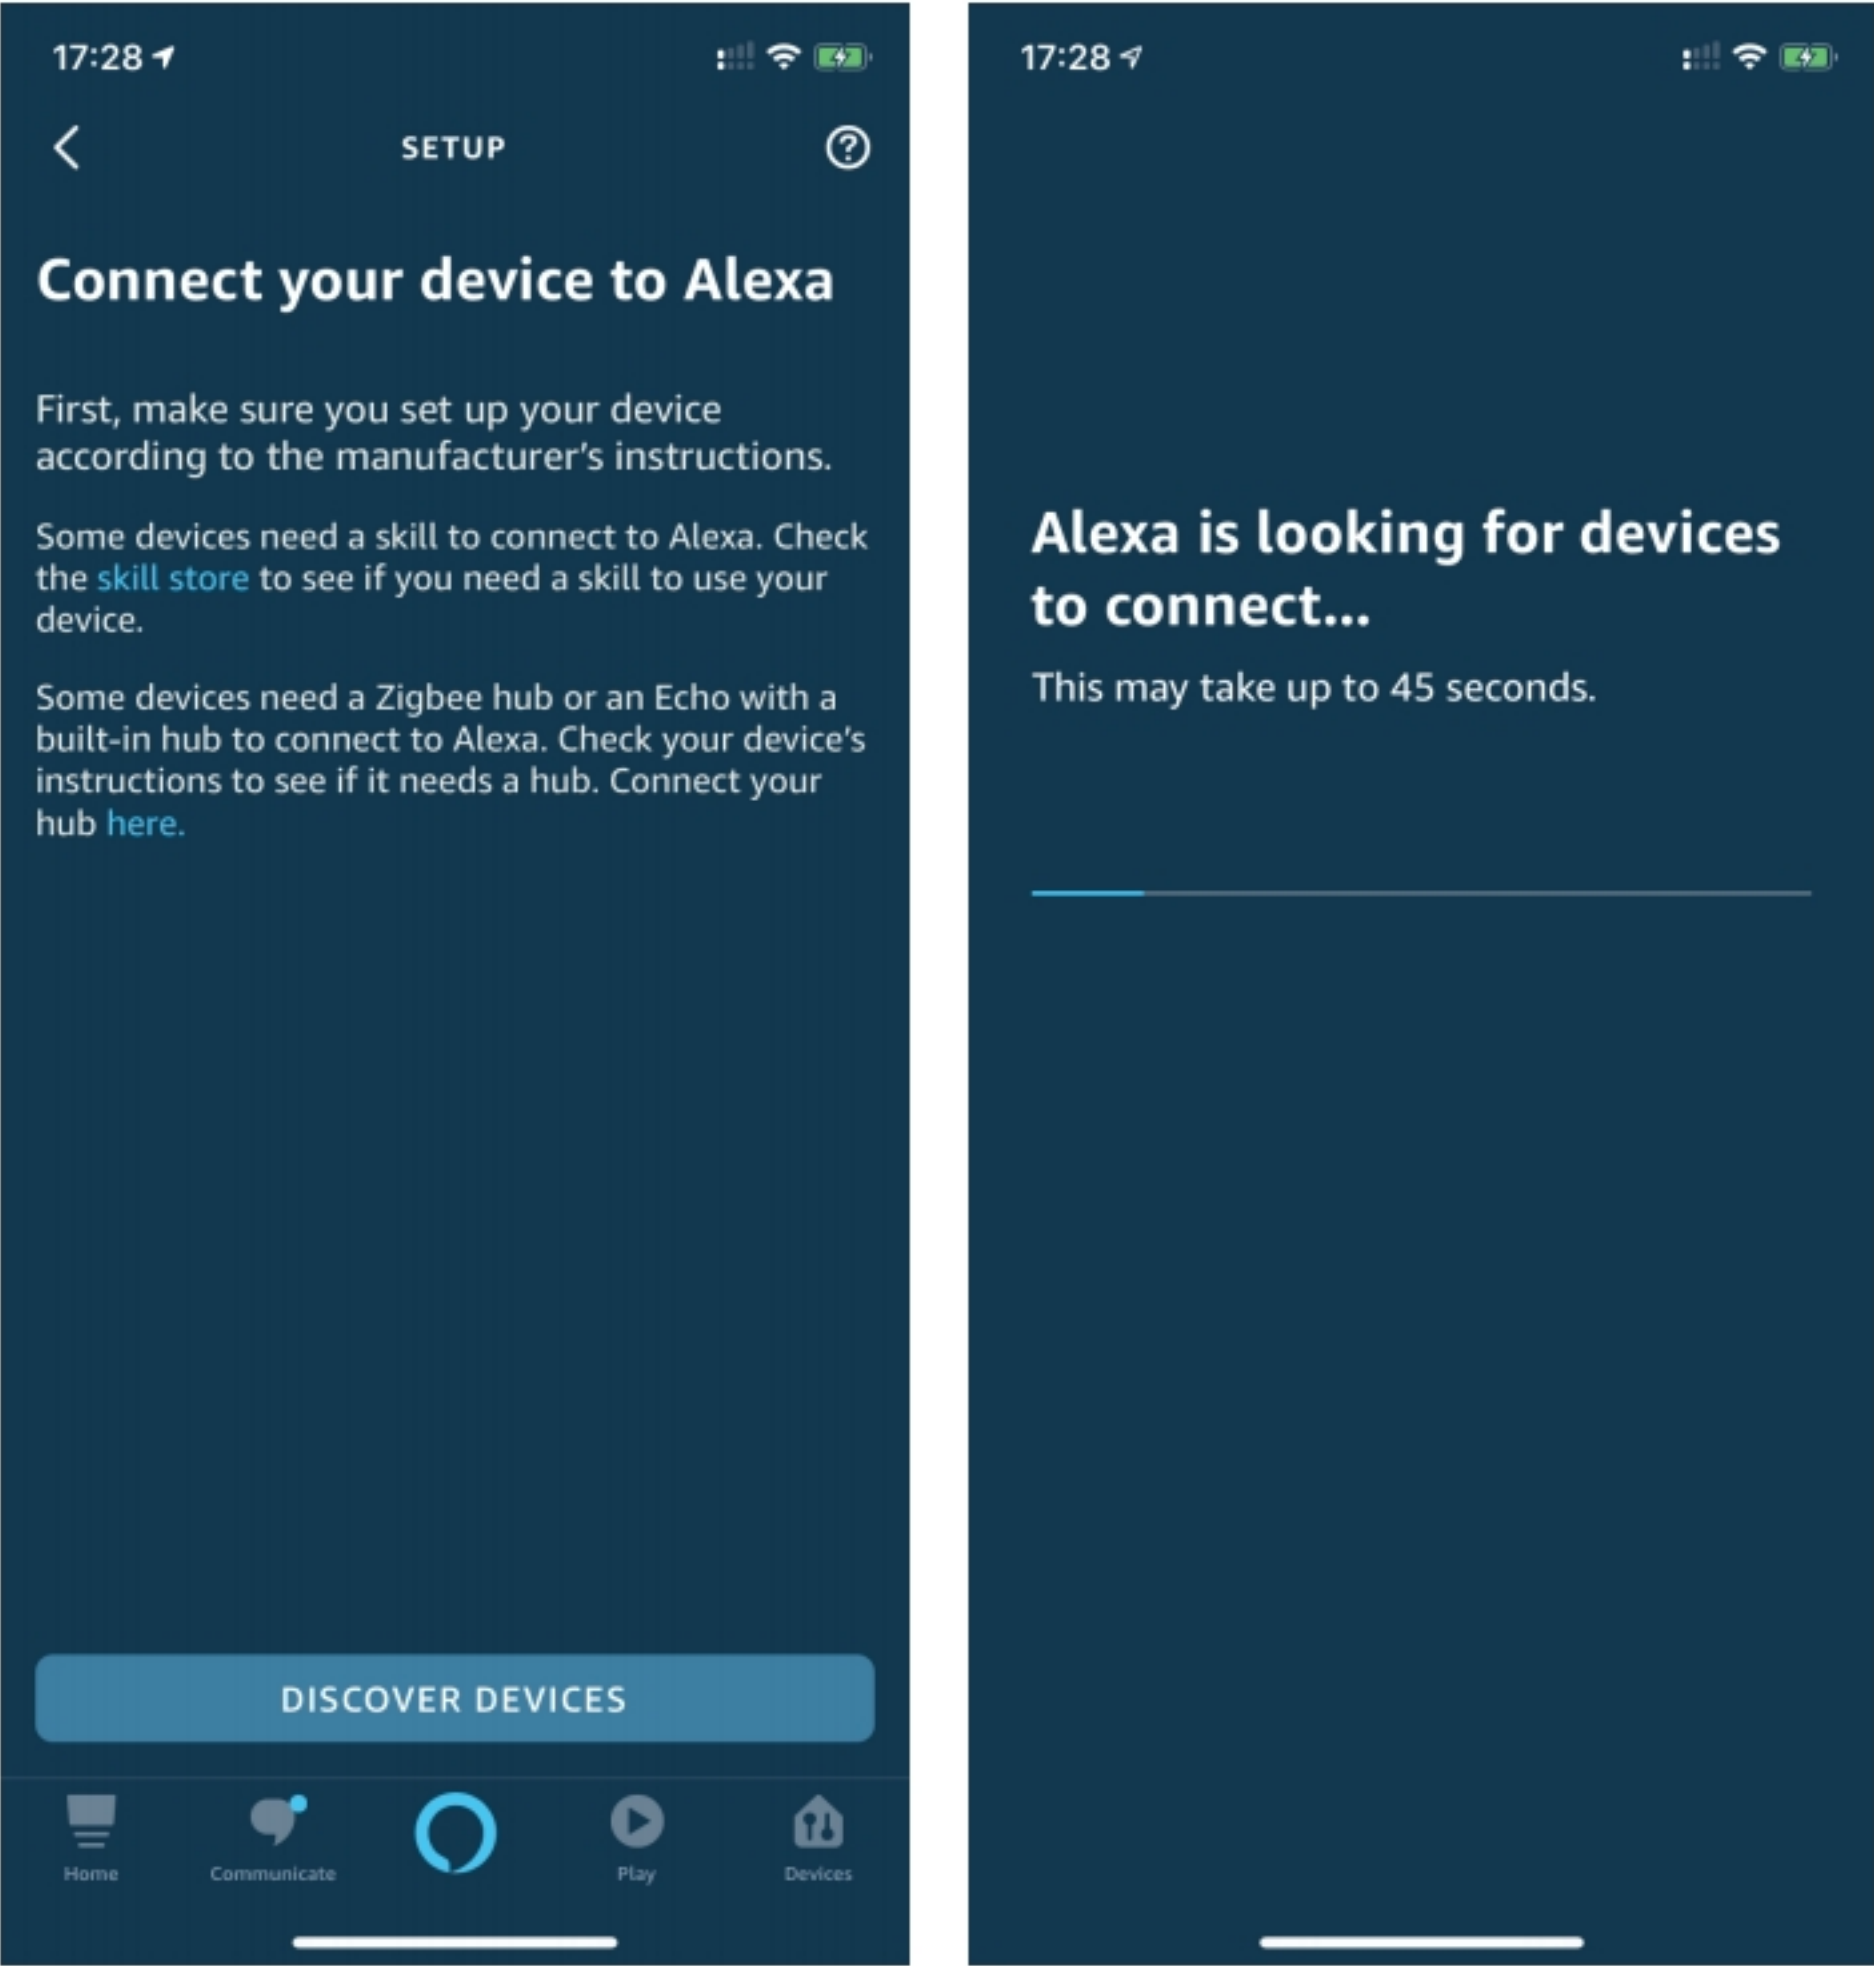 17:28
SETUP
Connect your device to Alexa
First, make sure you set up your device
according to the manufacturer's instructions.
Some devices need a skill to connect to Alexa. Check
the skill store to see if you need a skill to use your
device.
Some devices need a Zigbee hub or an Echo with a
built-in hub to connect to Alexa. Check your device's
instructions to see if it needs a hub. Connect your
hub here.
DISCOVER DEVICES
Home
Communicate
Play
Devices
17:28
Alexa is looking for devices
to connect...
This may take up to 45 seconds.